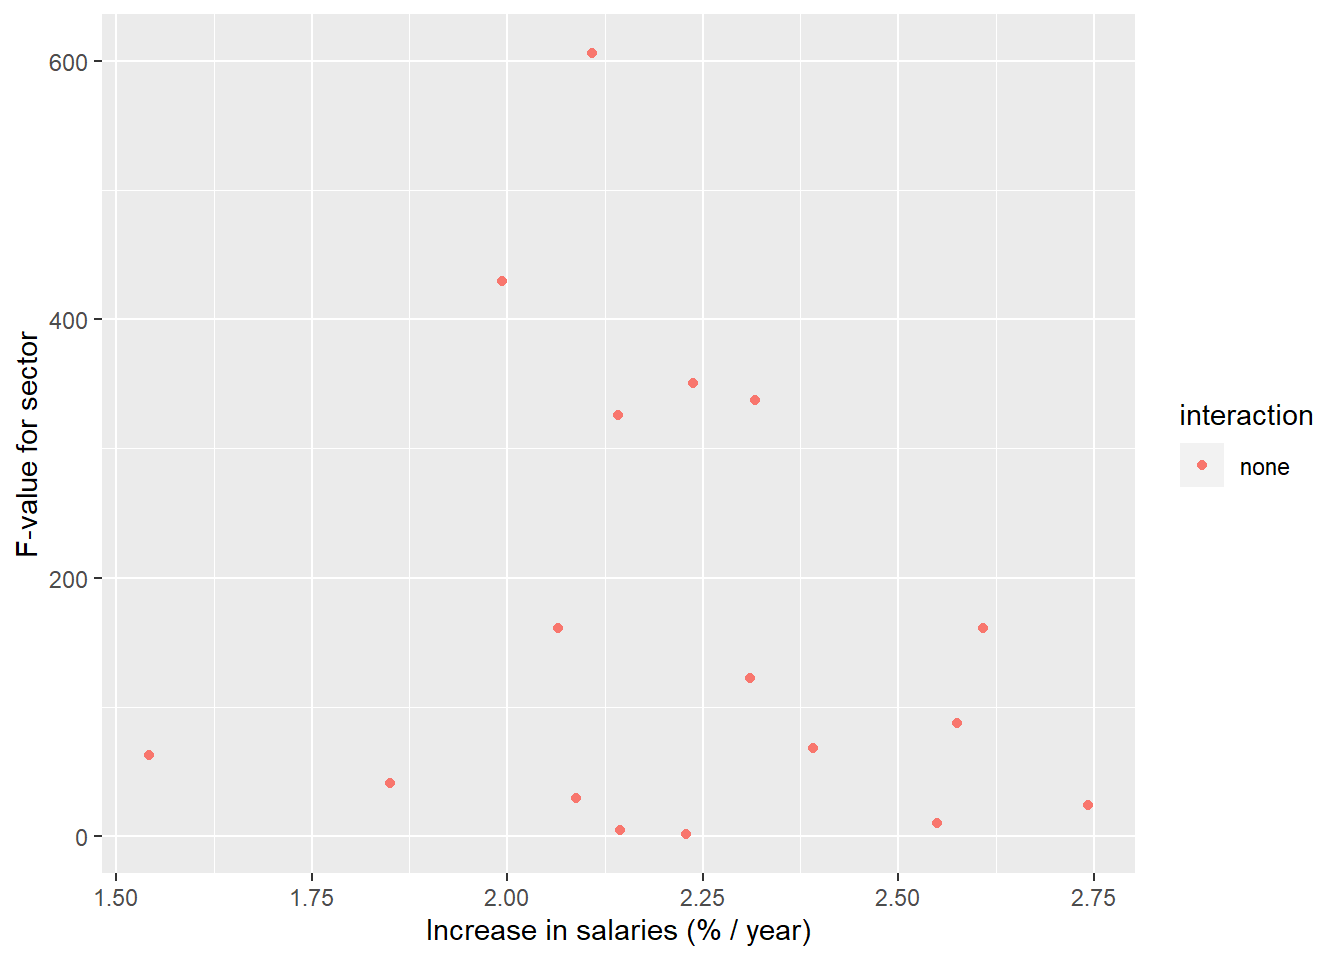 600
400
200
0
F-value for sector
1.50 1.75 2.00 2.25 2.50 2.75
Increase in salaries (% / year)
interaction
none